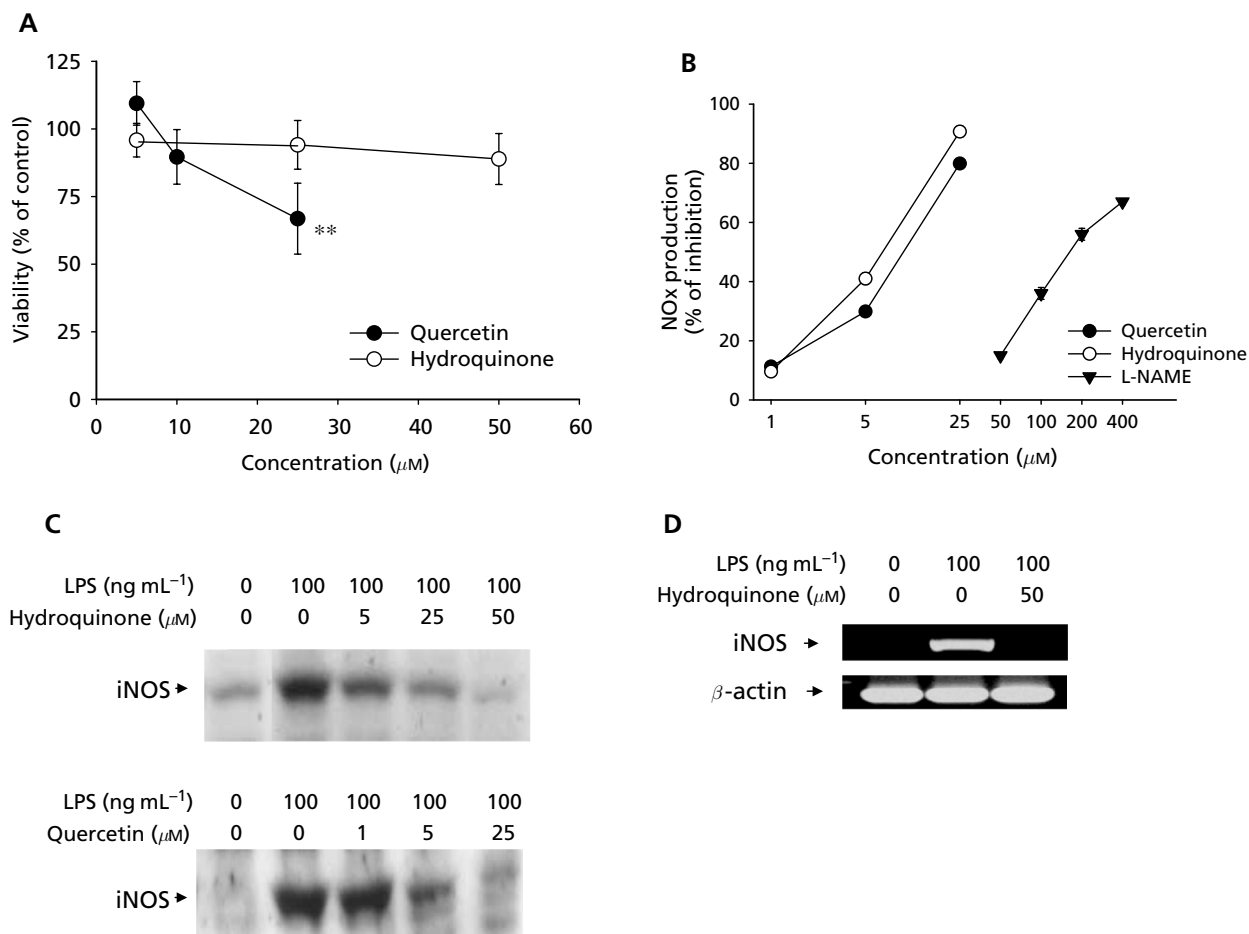 A
Viability (% of control)
125
100
75
50
25
0
0 10 20 30 40 50 60
Concentration (μM)
Quercetin
Hydroquinone
**
B
NOx production
(% of inhibition)
100
80
60
40
20
0
1 5 25 50 100 200 400
Concentration (μM)
Quercetin
Hydroquinone
L-NAME
C
LPS (ng mL⁻¹) 0 100 100 100 100
Hydroquinone (μM) 0 0 5 25 50
iNOS
LPS (ng mL⁻¹) 0 100 100 100 100
Quercetin (μM) 0 0 1 5 25
iNOS
D
LPS (ng mL⁻¹) 0 100 100
Hydroquinone (μM) 0 0 50
iNOS
β-actin